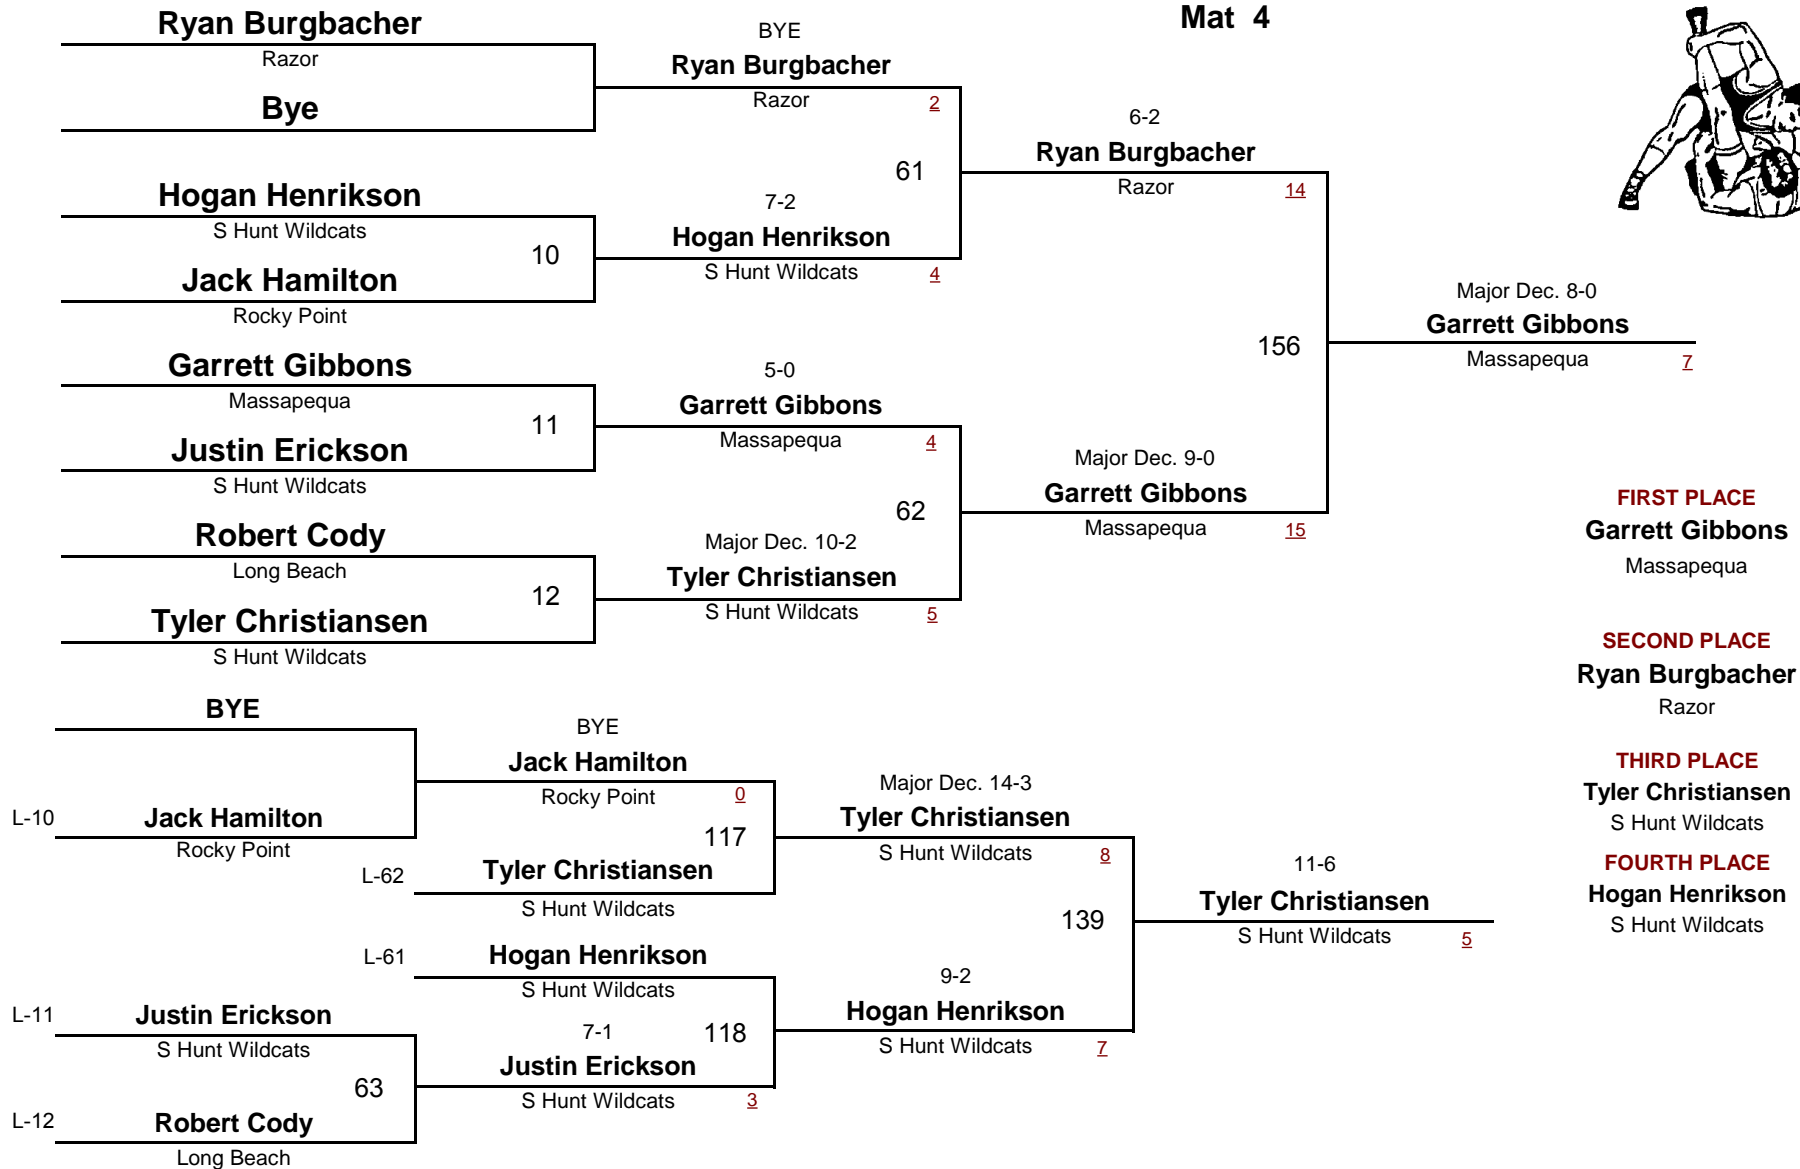 Mat 4
Ryan Burgbacher
Razor
Bye
Hogan Henrikson
S Hunt Wildcats
10
Jack Hamilton
Rocky Point
Garrett Gibbons
Massapequa
11
Justin Erickson
S Hunt Wildcats
Robert Cody
Long Beach
12
Tyler Christiansen
S Hunt Wildcats
BYE
Ryan Burgbacher
Razor
2
61
7-2
Hogan Henrikson
S Hunt Wildcats
4
5-0
Garrett Gibbons
Massapequa
4
62
Major Dec. 10-2
Tyler Christiansen
S Hunt Wildcats
5
6-2
Ryan Burgbacher
Razor
14
156
Major Dec. 9-0
Garrett Gibbons
Massapequa
15
Major Dec. 8-0
Garrett Gibbons
Massapequa
7
FIRST PLACE
Garrett Gibbons
Massapequa
SECOND PLACE
Ryan Burgbacher
Razor
THIRD PLACE
Tyler Christiansen
S Hunt Wildcats
FOURTH PLACE
Hogan Henrikson
S Hunt Wildcats
BYE
L-10
Jack Hamilton
Rocky Point
L-11
Justin Erickson
S Hunt Wildcats
63
L-12
Robert Cody
Long Beach
BYE
Jack Hamilton
Rocky Point
0
117
L-62
Tyler Christiansen
S Hunt Wildcats
L-61
Hogan Henrikson
S Hunt Wildcats
118
7-1
Justin Erickson
S Hunt Wildcats
3
Major Dec. 14-3
Tyler Christiansen
S Hunt Wildcats
8
139
9-2
Hogan Henrikson
S Hunt Wildcats
7
11-6
Tyler Christiansen
S Hunt Wildcats
5